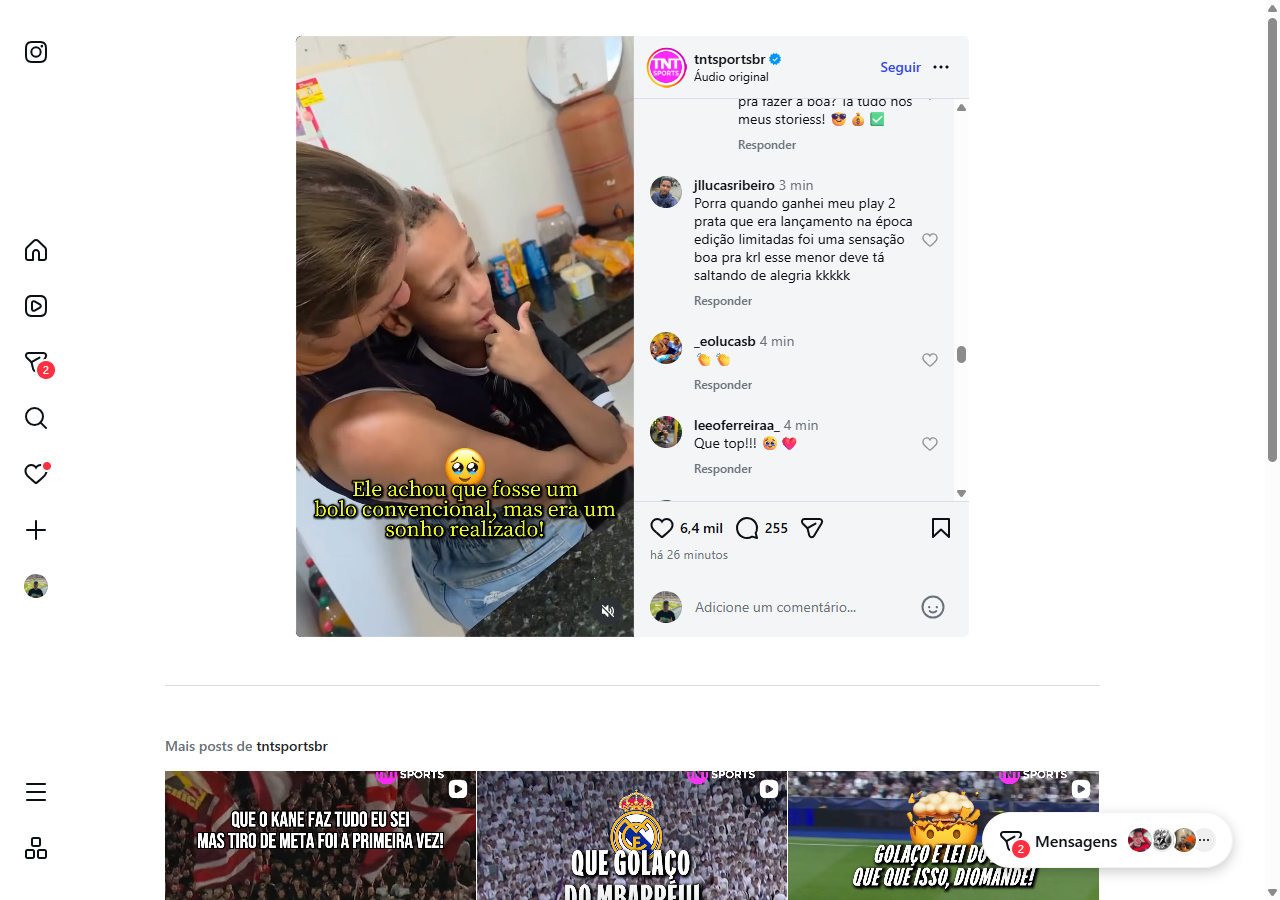 Ele achou que fosse um
bolo convencional, mas era um
sonho realizado!
TNT
SPORTS
tntsportsbr
Áudio original
Seguir
pra fazer a boa? Tá tudo nos
meus storiess! 😎 💰 ✅
Responder
jllucasribeiro 3 min
Porra quando ganhei meu play 2
prata que era lançamento na época
edição limitadas foi uma sensação
boa pra krl esse menor deve tá
saltando de alegria kkkkk
Responder
_eolucasb 4 min
👏 👏
Responder
leeoferreiraa_ 4 min
Que top!!! 🥹 ❤️
Responder
6,4 mil
255
há 26 minutos
Adicione um comentário...
2
Mais posts de tntsportsbr
TNT SPORTS
QUE O KANE FAZ TUDO EU SEI
MAS TIRO DE META FOI A PRIMEIRA VEZ!
TNT SPORTS
QUE GOLAÇO
DO MBAPPÉ!!!
TNT SPORTS
GOLAÇO E LEI DO
QUE QUE ISSO, DIOMANDE!
2
Mensagens